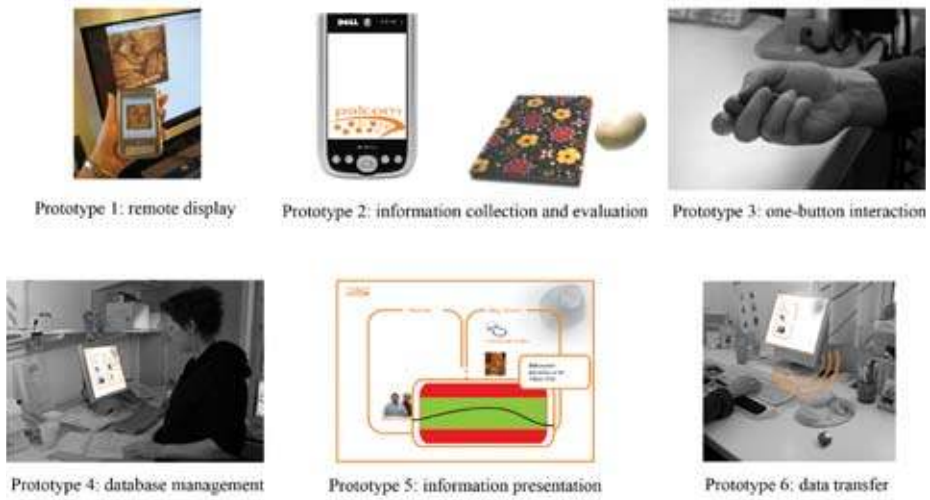 DELL
palcom
Prototype 1: remote display
Prototype 2: information collection and evaluation
Prototype 3: one-button interaction
Prototype 4: database management
Prototype 5: information presentation
Prototype 6: data transfer